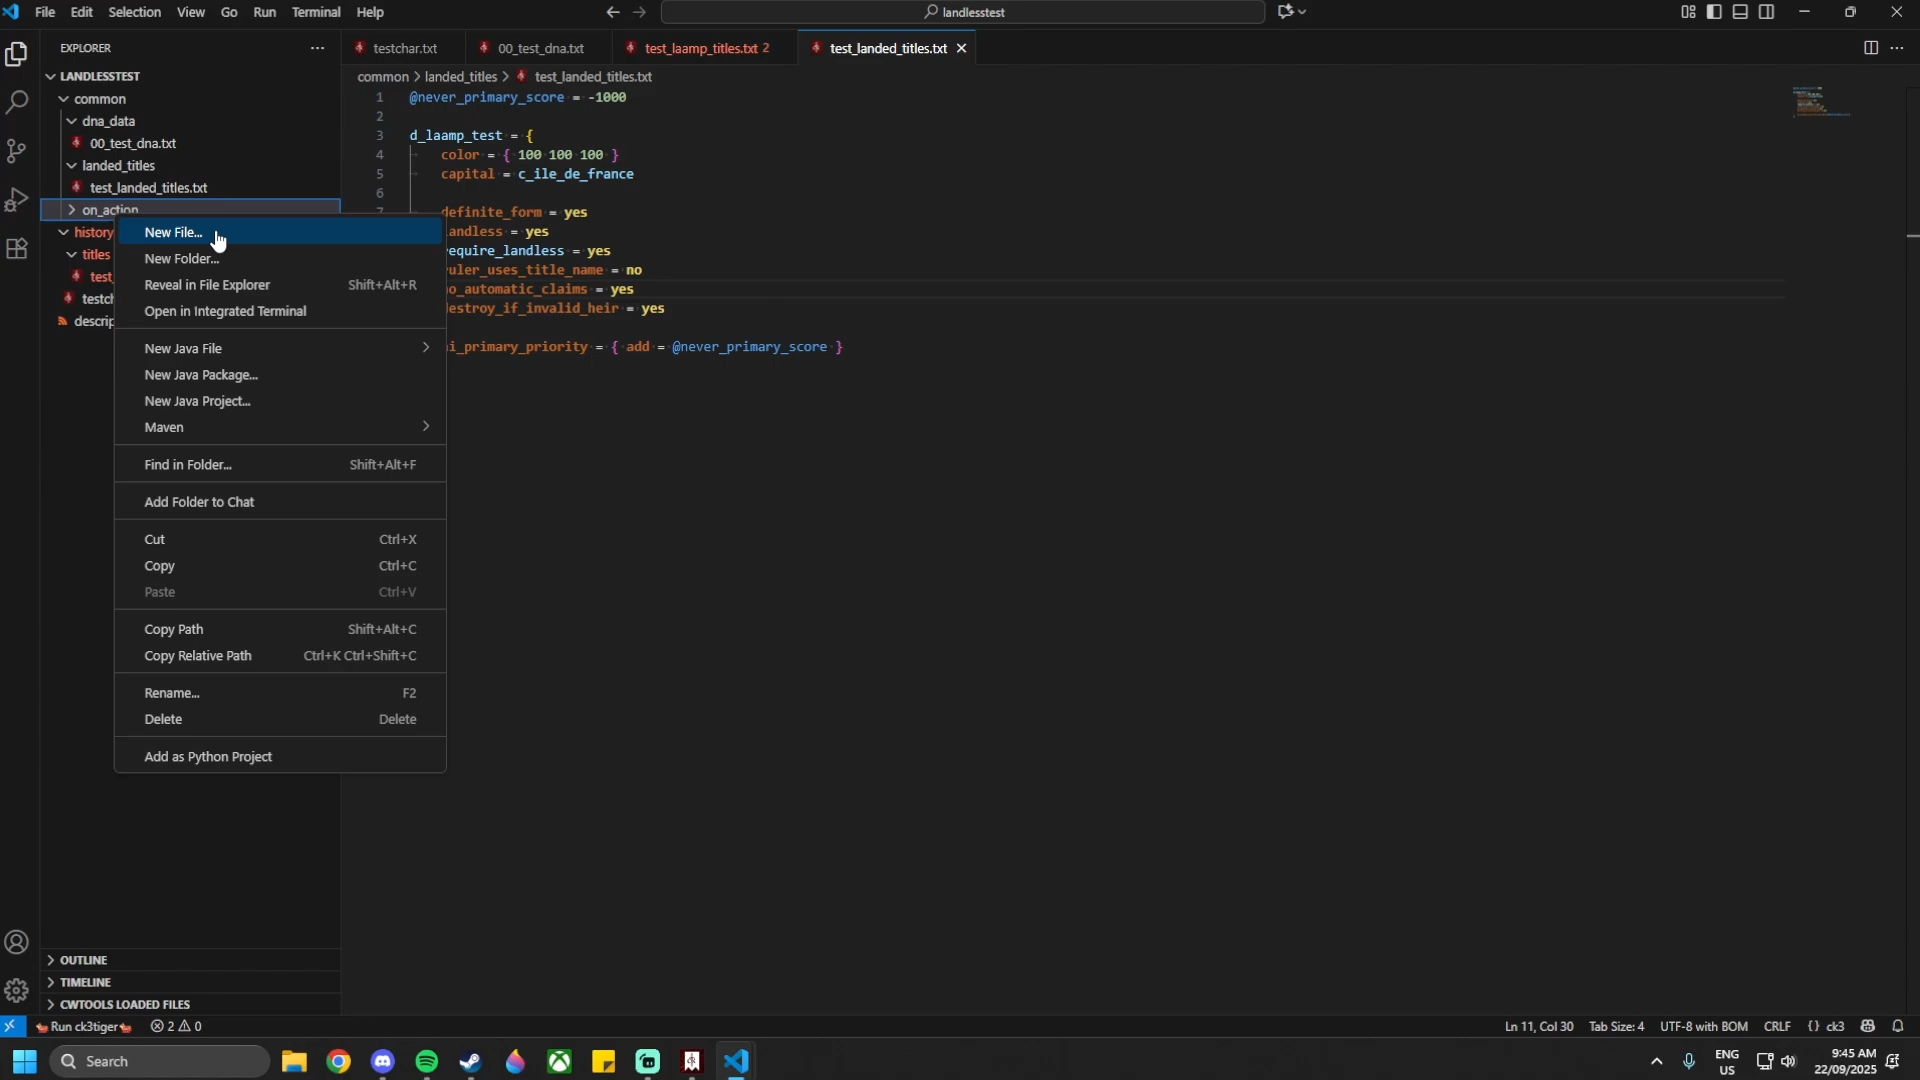 File Edit Selection View Go Run Terminal Help
landlesstest
EXPLORER
LANDLESSTEST
common
dna_data
00_test_dna.txt
landed_titles
test_landed_titles.txt
on_action
history
titles
test_
testch
descrip
New File...
New Folder...
Reveal in File Explorer Shift+Alt+R
Open in Integrated Terminal
New Java File
New Java Package...
New Java Project...
Maven
Find in Folder... Shift+Alt+F
Add Folder to Chat
Cut Ctrl+X
Copy Ctrl+C
Paste Ctrl+V
Copy Path Shift+Alt+C
Copy Relative Path Ctrl+K Ctrl+Shift+C
Rename... F2
Delete Delete
Add as Python Project
OUTLINE
TIMELINE
CWTOOLS LOADED FILES
testchar.txt 00_test_dna.txt test_laamp_titles.txt 2 test_landed_titles.txt
common > landed_titles > test_landed_titles.txt
1 @never_primary_score = -1000
2
3 d_laamp_test = {
4 color = { 100 100 100 }
5 capital = c_ile_de_france
6
7 definite_form = yes
andless = yes
equire_landless = yes
uler_uses_title_name = no
o_automatic_claims = yes
estroy_if_invalid_heir = yes
i_primary_priority = { add = @never_primary_score }
Run ck3tiger 2 0
Ln 11, Col 30 Tab Size: 4 UTF-8 with BOM CRLF {} ck3
Search
ENG
US
9:45 AM
22/09/2025